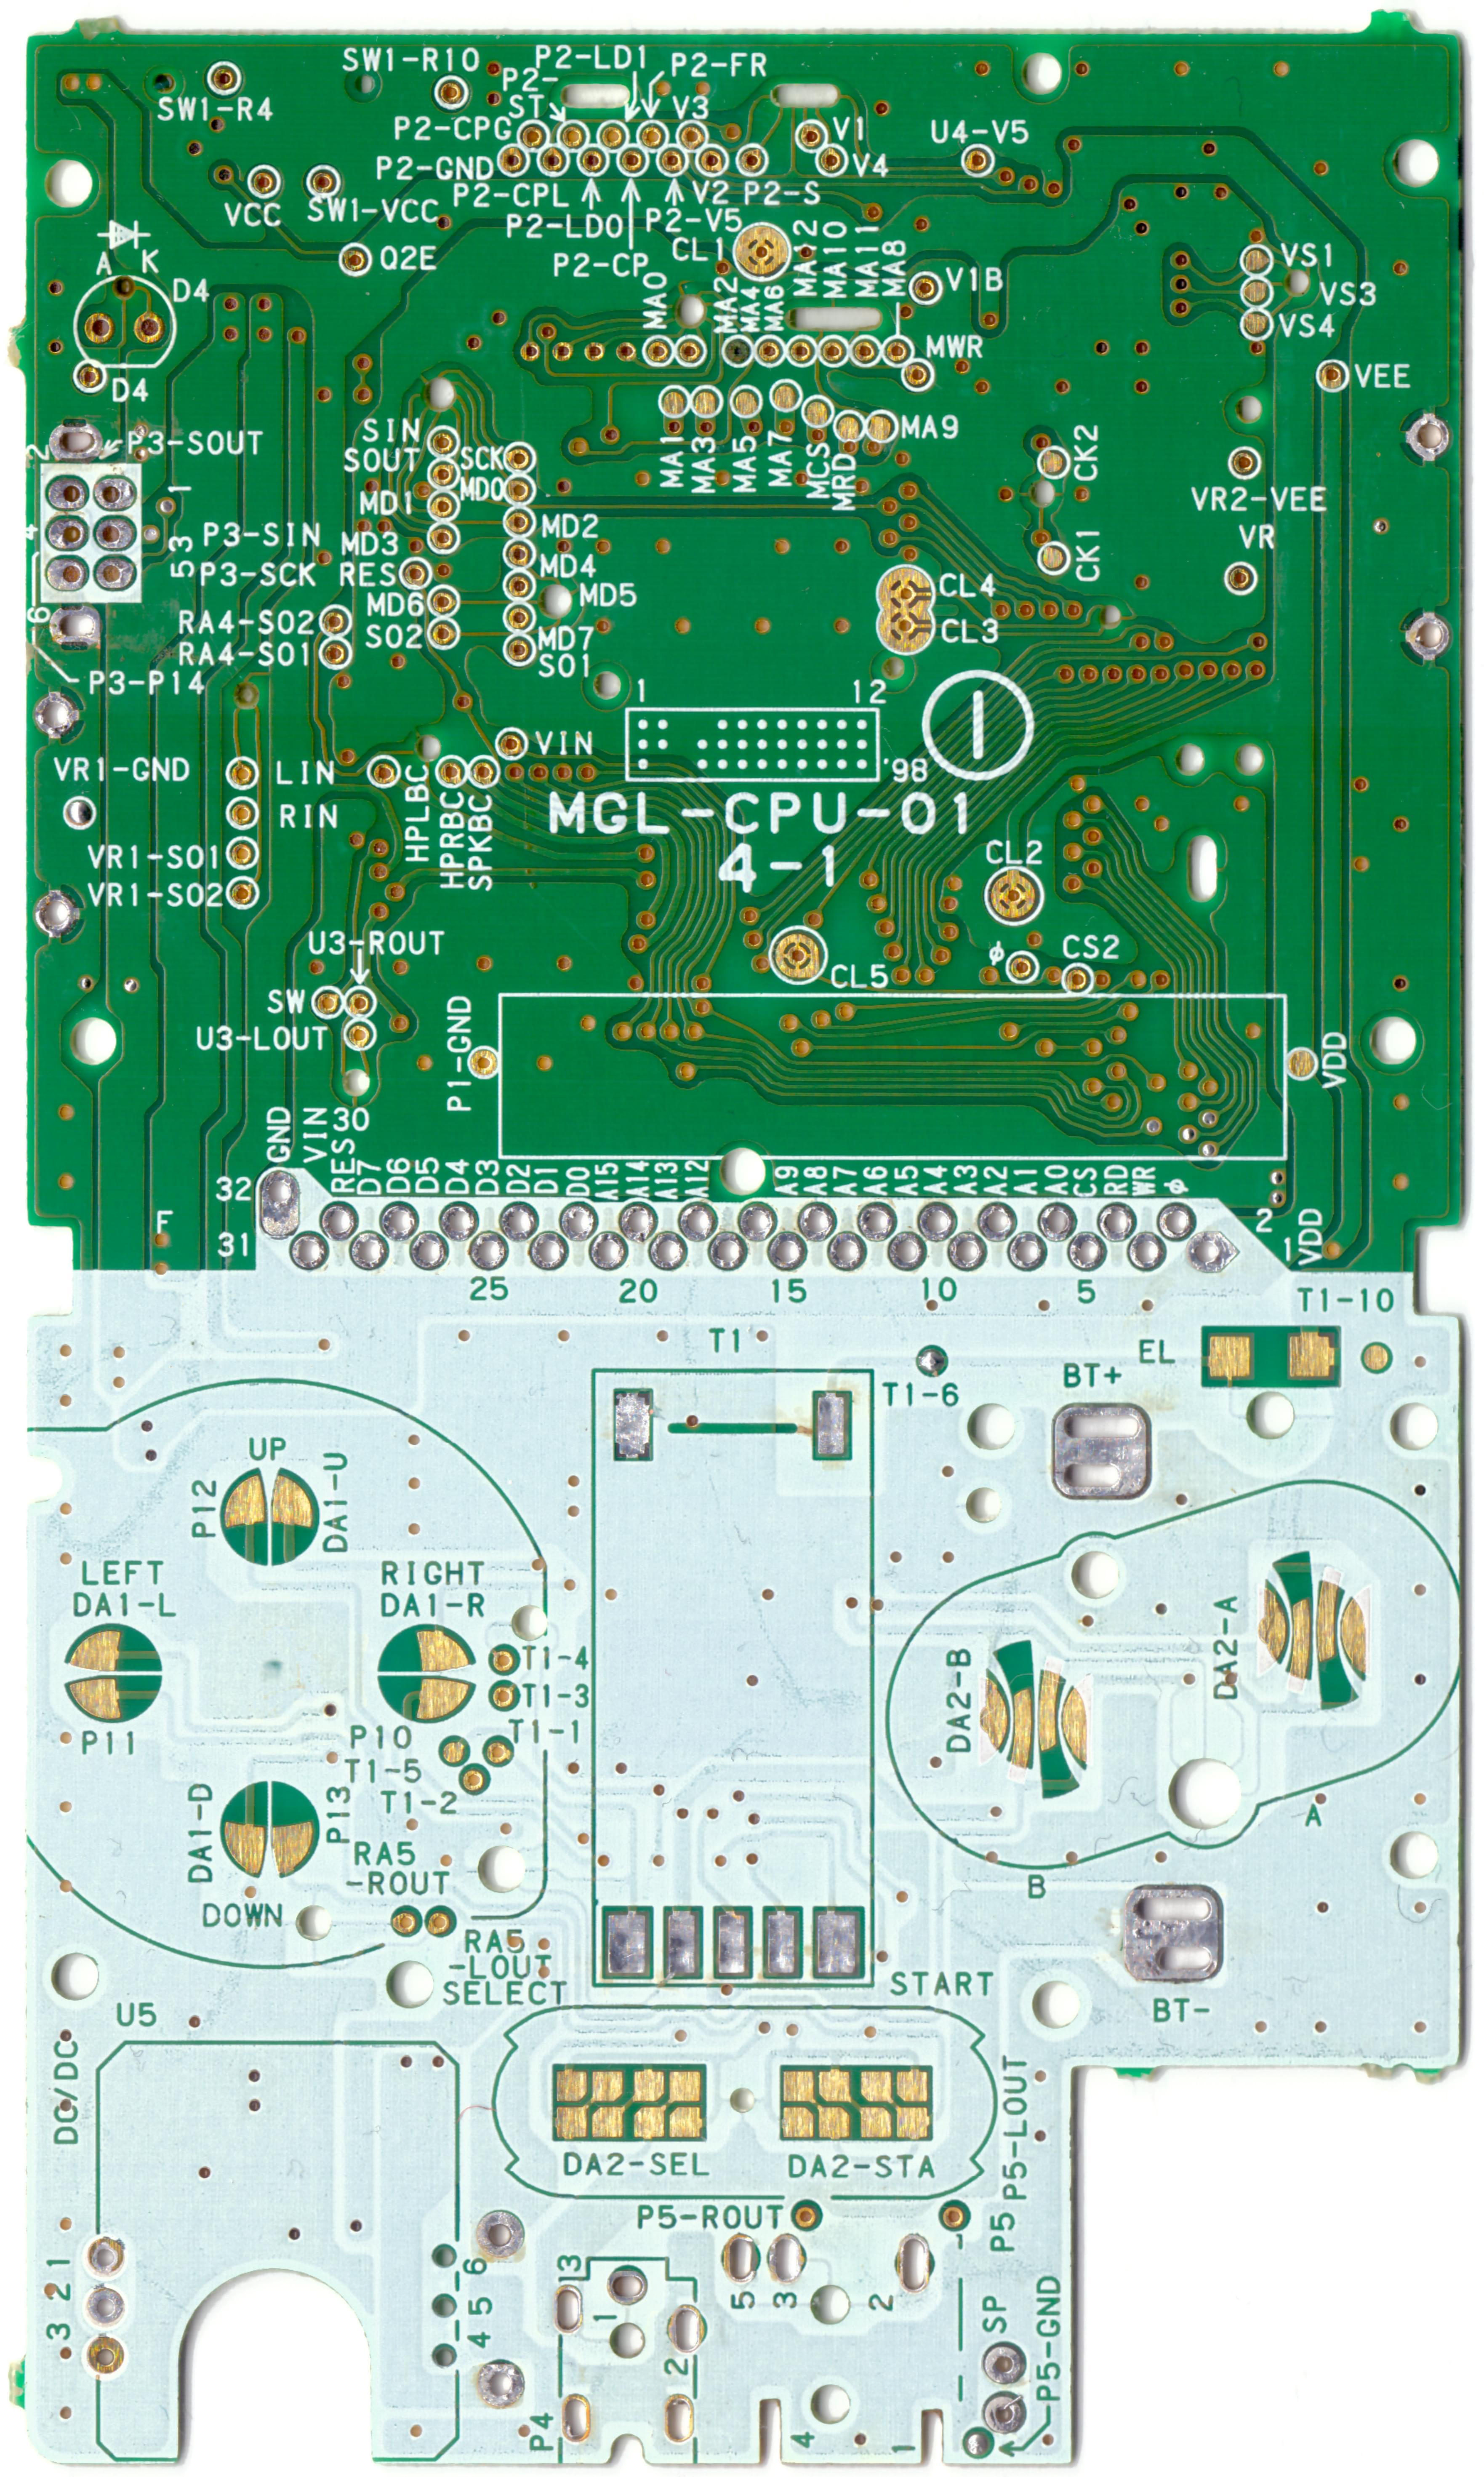 SW1-R10
P2-LD1
P2-FR
P2-
ST
V3
SW1-R4
P2-CPG
V1
U4-V5
P2-GND
V4
P2-CPL
V2
P2-S
VCC
SW1-VCC
P2-LD0
P2-V5
P2-CP
CL1
Q2E
A
K
D4
D4
MA0
MA2
MA4
MA6
MA12
MA10
MA11
MA8
V1B
VS1
VS3
VS4
MWR
VEE
MA1
MA3
MA5
MA7
MCS
MRD
MA9
2
P3-SOUT
SIN
SOUT
SCK
MD0
CK2
1
MD1
VR2-VEE
4
P3-SIN
MD2
VR
53
MD3
P3-SCK
RES
MD4
CK1
MD6
MD5
CL4
6
RA4-SO2
SO2
MD7
CL3
RA4-SO1
SO1
P3-P14
1
12
VIN
VR1-GND
LIN
'98
RIN
HPLBC
HPRBC
SPKBC
MGL-CPU-01
4-1
VR1-SO1
CL2
VR1-SO2
U3-ROUT
φ
CS2
CL5
SW
U3-LOUT
P1-GND
VDD
GND
VIN
30
RES
D7
D6
D5
D4
D3
D2
D1
D0
A15
A14
A13
A12
A9
A8
A7
A6
A5
A4
A3
A2
A1
A0
CS
RD
WR
φ
32
2
F
31
1
VDD
25
20
15
10
5
T1-10
T1
EL
T1-6
BT+
UP
P12
DA1-U
LEFT
DA1-L
RIGHT
DA1-R
T1-4
T1-3
DA2-A
DA2-B
P11
P10
T1-1
T1-5
T1-2
DA1-D
P13
A
RA5
-ROUT
B
DOWN
RA5
-LOUT
SELECT
START
BT-
U5
DC/DC
P5-LOUT
DA2-SEL
DA2-STA
P5-ROUT
P5
1
2
3
6
5
4
3
1
2
P4
5
3
2
SP
P5-GND
4
1